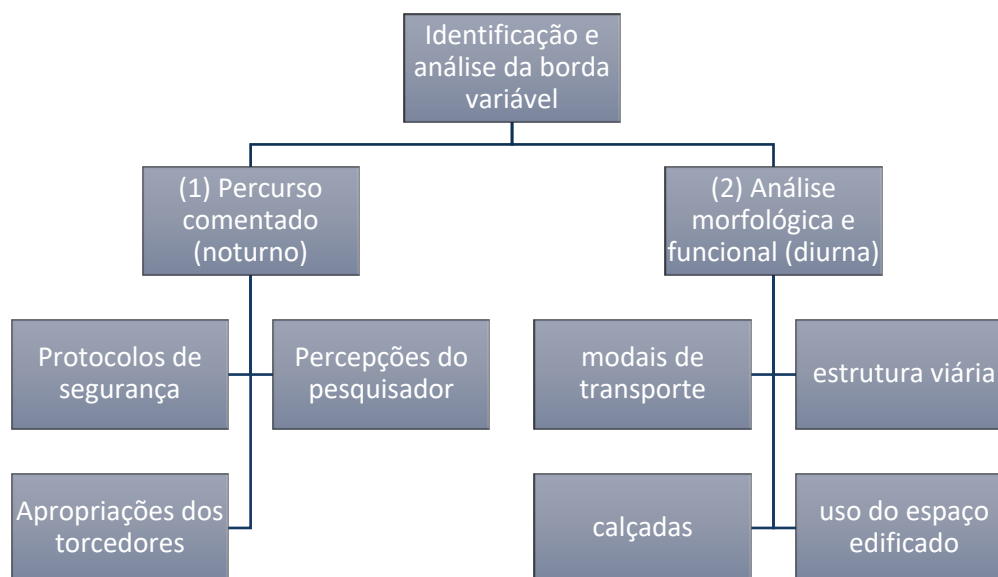 Identificação e
análise da borda
variável
(1) Percurso
comentado
(noturno)
(2) Análise
morfológica e
funcional (diurna)
Protocolos de
segurança
Percepções do
pesquisador
modais de
transporte
estrutura viária
Apropriações dos
torcedores
calçadas
uso do espaço
edificado